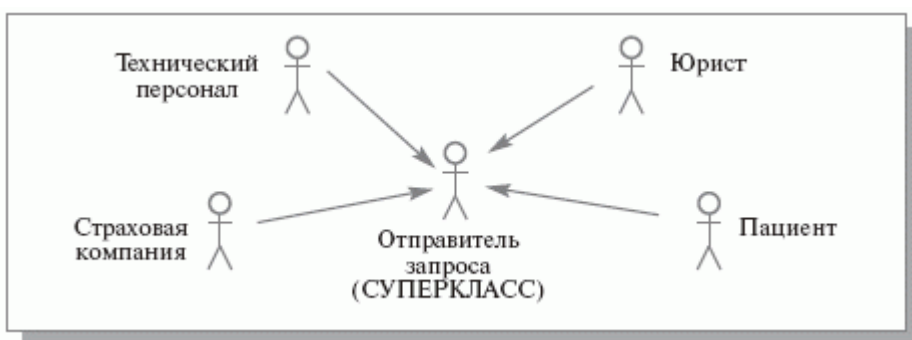 Технический
персонал
Юрист
Страховая
компания
Отправитель
запроса
(СУПЕРКЛАСС)
Пациент